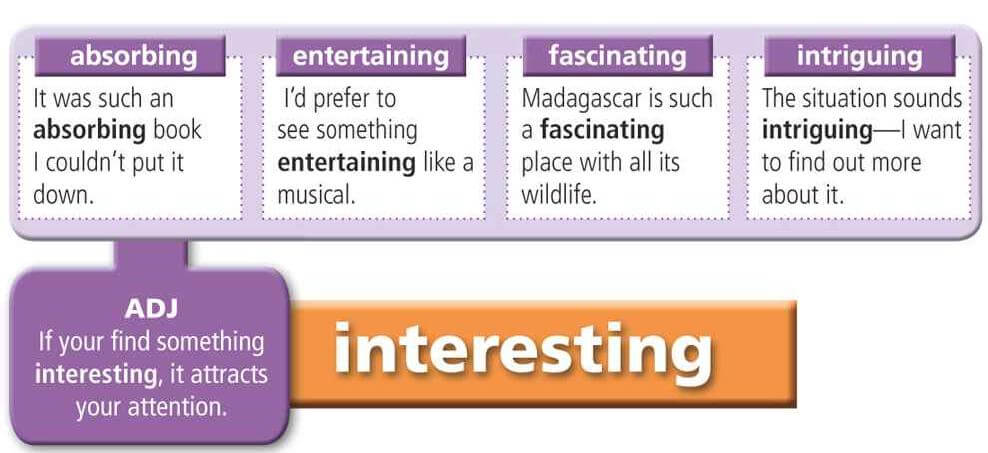 absorbing
It was such an
absorbing book
I couldn't put it
down.
entertaining
I'd prefer to
see something
entertaining like a
musical.
fascinating
Madagascar is such
a fascinating
place with all its
wildlife.
intriguing
The situation sounds
intriguing—I want
to find out more
about it.
ADJ
If your find something
interesting, it attracts
your attention.
interesting